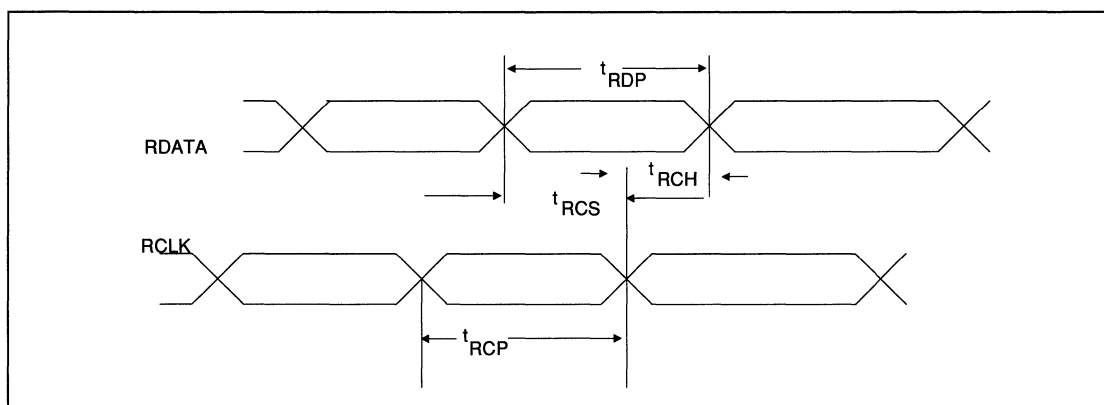 tRDP
RDATA
tRCH
tRCS
RCLK
tRCP